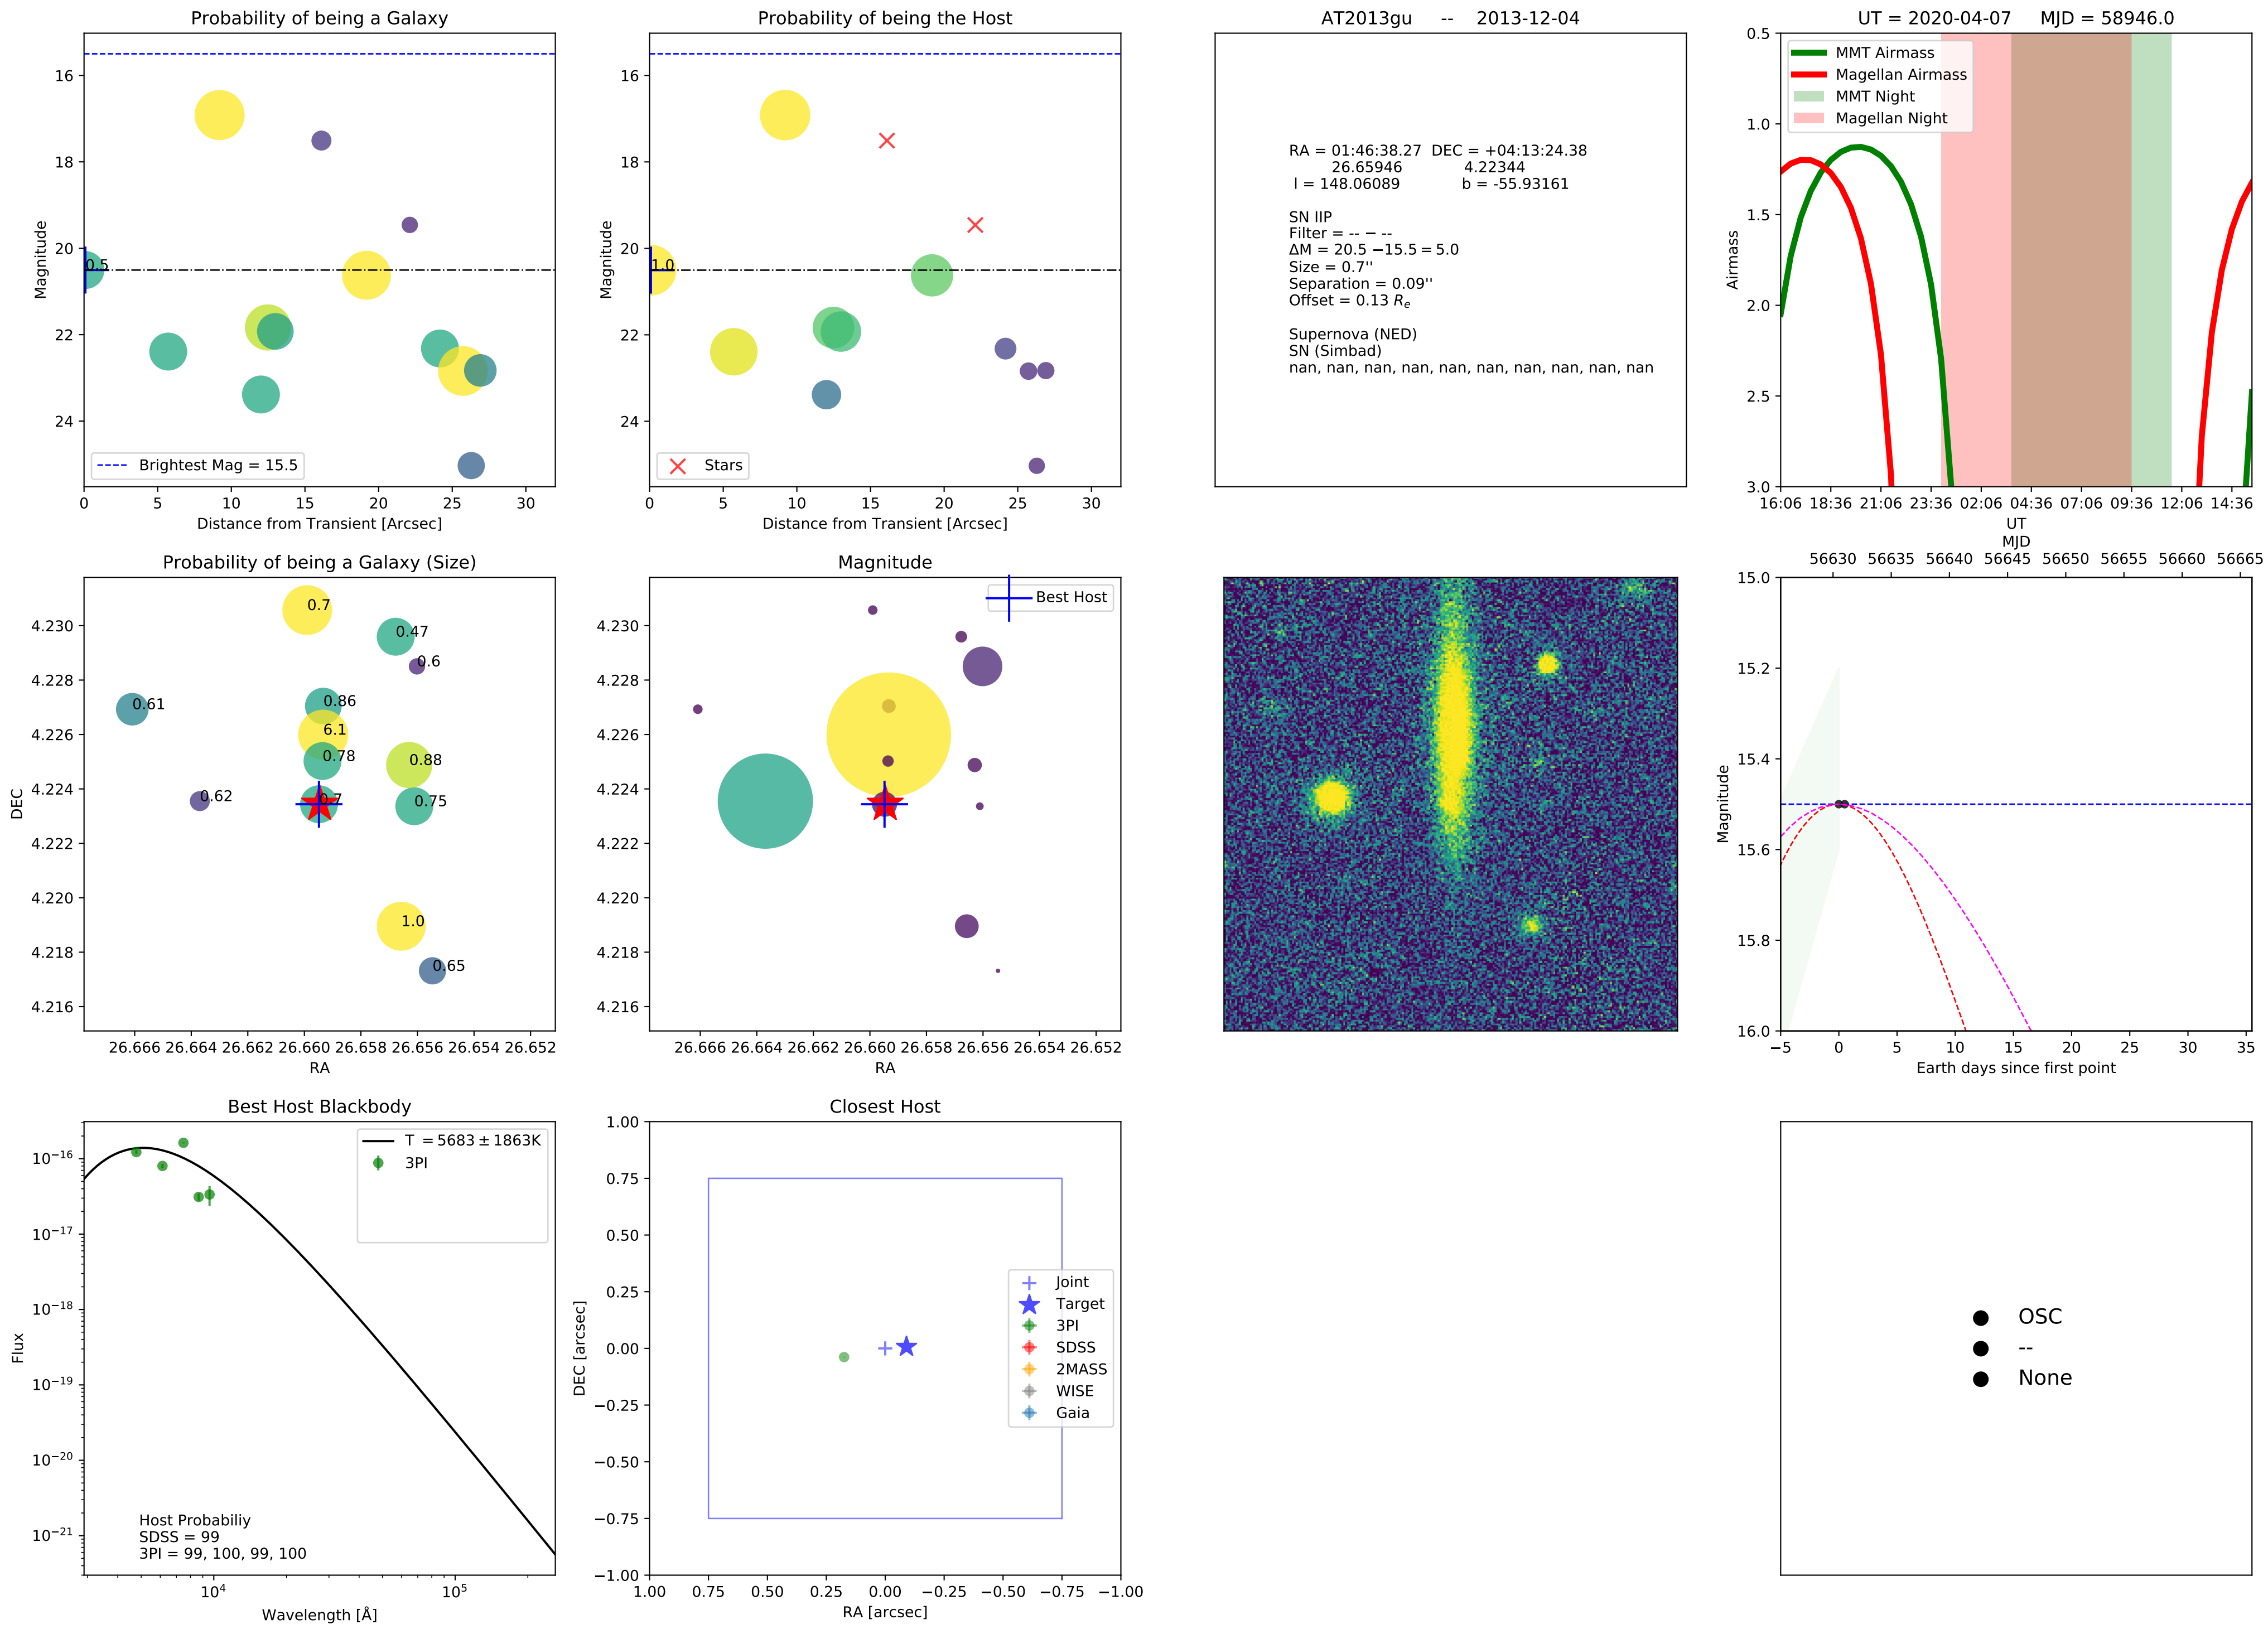 Probability of being a Galaxy
16
18
20
22
24
Magnitude
0.5
Brightest Mag = 15.5
0 5 10 15 20 25 30
Distance from Transient [Arcsec]
Probability of being the Host
16
18
20
22
24
Magnitude
1.0
Stars
0 5 10 15 20 25 30
Distance from Transient [Arcsec]
AT2013gu -- 2013-12-04
RA = 01:46:38.27 DEC = +04:13:24.38
26.65946 4.22344
l = 148.06089 b = -55.93161
SN IIP
Filter = -- − --
ΔM = 20.5 −15.5 = 5.0
Size = 0.7''
Separation = 0.09''
Offset = 0.13 Re
Supernova (NED)
SN (Simbad)
nan, nan, nan, nan, nan, nan, nan, nan, nan, nan
UT = 2020-04-07 MJD = 58946.0
0.5
1.0
1.5
2.0
2.5
3.0
Airmass
MMT Airmass
Magellan Airmass
MMT Night
Magellan Night
16:06 18:36 21:06 23:36 02:06 04:36 07:06 09:36 12:06 14:36
UT
Probability of being a Galaxy (Size)
4.230
4.228
4.226
4.224
4.222
4.220
4.218
4.216
DEC
0.7
0.47
0.6
0.61
0.86
6.1
0.78
0.88
0.62
0.7
0.75
1.0
0.65
26.666 26.664 26.662 26.660 26.658 26.656 26.654 26.652
RA
Magnitude
Best Host
4.230
4.228
4.226
4.224
4.222
4.220
4.218
4.216
26.666 26.664 26.662 26.660 26.658 26.656 26.654 26.652
RA
MJD
56630 56635 56640 56645 56650 56655 56660 56665
15.0
15.2
15.4
15.6
15.8
16.0
Magnitude
−5 0 5 10 15 20 25 30 35
Earth days since first point
Best Host Blackbody
T = 5683 ± 1863K
3PI
10−16
10−17
10−18
10−19
10−20
10−21
Flux
Host Probabiliy
SDSS = 99
3PI = 99, 100, 99, 100
10⁴ 10⁵
Wavelength [Å]
Closest Host
1.00
0.75
0.50
0.25
0.00
−0.25
−0.50
−0.75
−1.00
DEC [arcsec]
Joint
Target
3PI
SDSS
2MASS
WISE
Gaia
1.00 0.75 0.50 0.25 0.00 −0.25 −0.50 −0.75 −1.00
RA [arcsec]
OSC
--
None